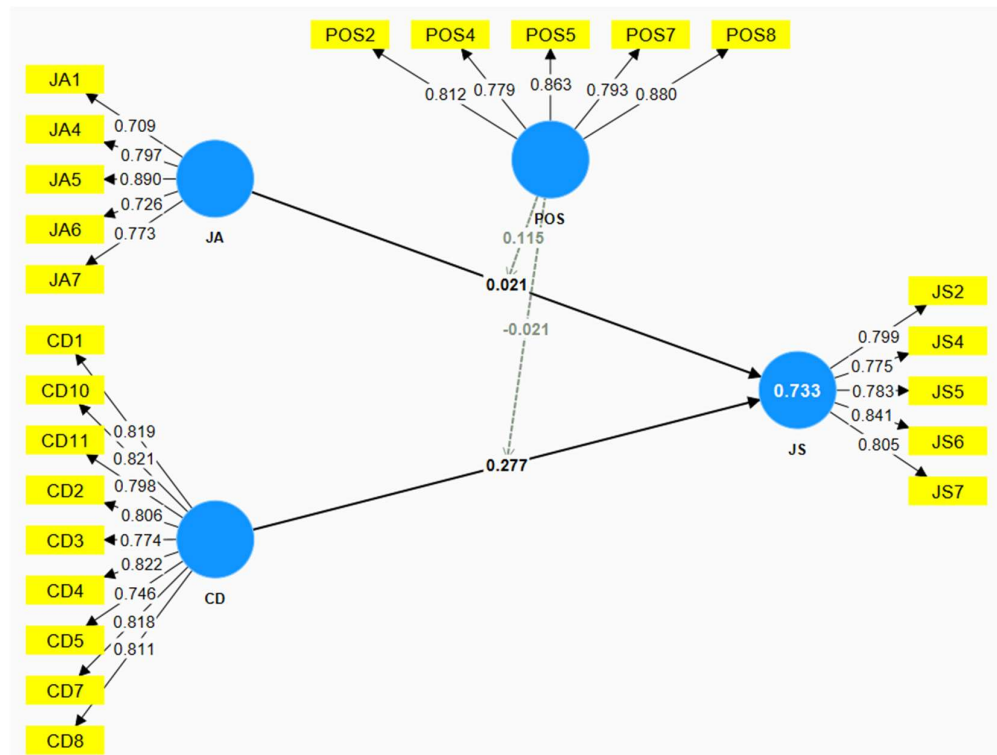 POS2 POS4 POS5 POS7 POS8
0.812 0.779 0.863 0.793 0.880
POS
JA1
JA4
JA5
JA6
JA7
0.709
0.797
0.890
0.726
0.773
JA
0.115
0.021
-0.021
0.277
CD1
CD10
CD11
CD2
CD3
CD4
CD5
CD7
CD8
0.819
0.821
0.798
0.806
0.774
0.822
0.746
0.818
0.811
CD
0.733
JS
0.799
0.775
0.783
0.841
0.805
JS2
JS4
JS5
JS6
JS7